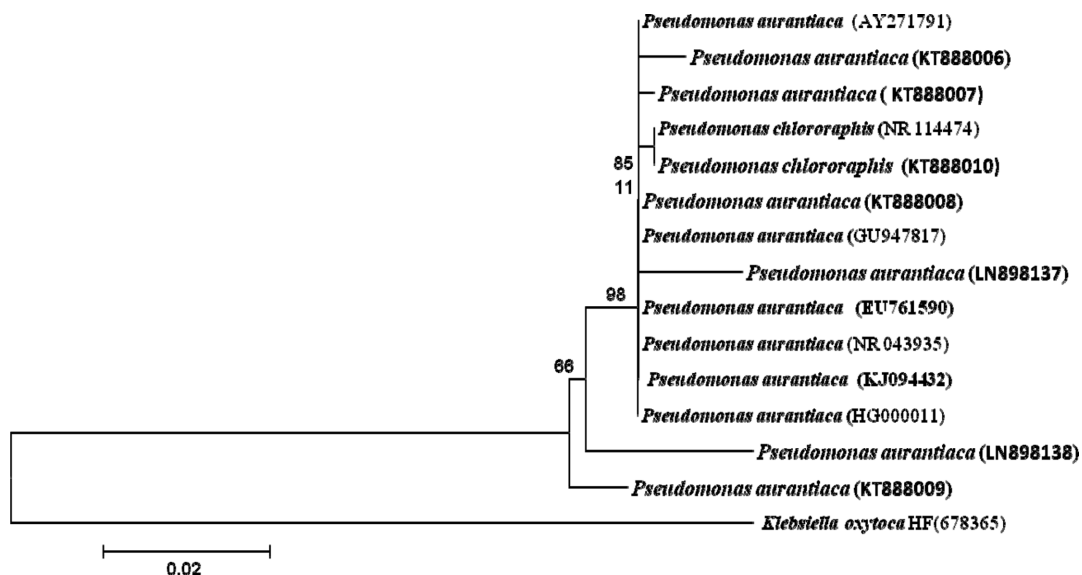 Pseudomonas aurantiaca (AY271791)
Pseudomonas aurantiaca (KT888006)
Pseudomonas aurantiaca ( KT888007)
Pseudomonas chlororaphis (NR 114474)
85
Pseudomonas chlororaphis (KT888010)
11
Pseudomonas aurantiaca (KT888008)
Pseudomonas aurantiaca (GU947817)
Pseudomonas aurantiaca (LN898137)
98
Pseudomonas aurantiaca (EU761590)
Pseudomonas aurantiaca (NR 043935)
66
Pseudomonas aurantiaca (KJ094432)
Pseudomonas aurantiaca (HG000011)
Pseudomonas aurantiaca (LN898138)
Pseudomonas aurantiaca (KT888009)
Klebsiella oxytoca HF(678365)
0.02